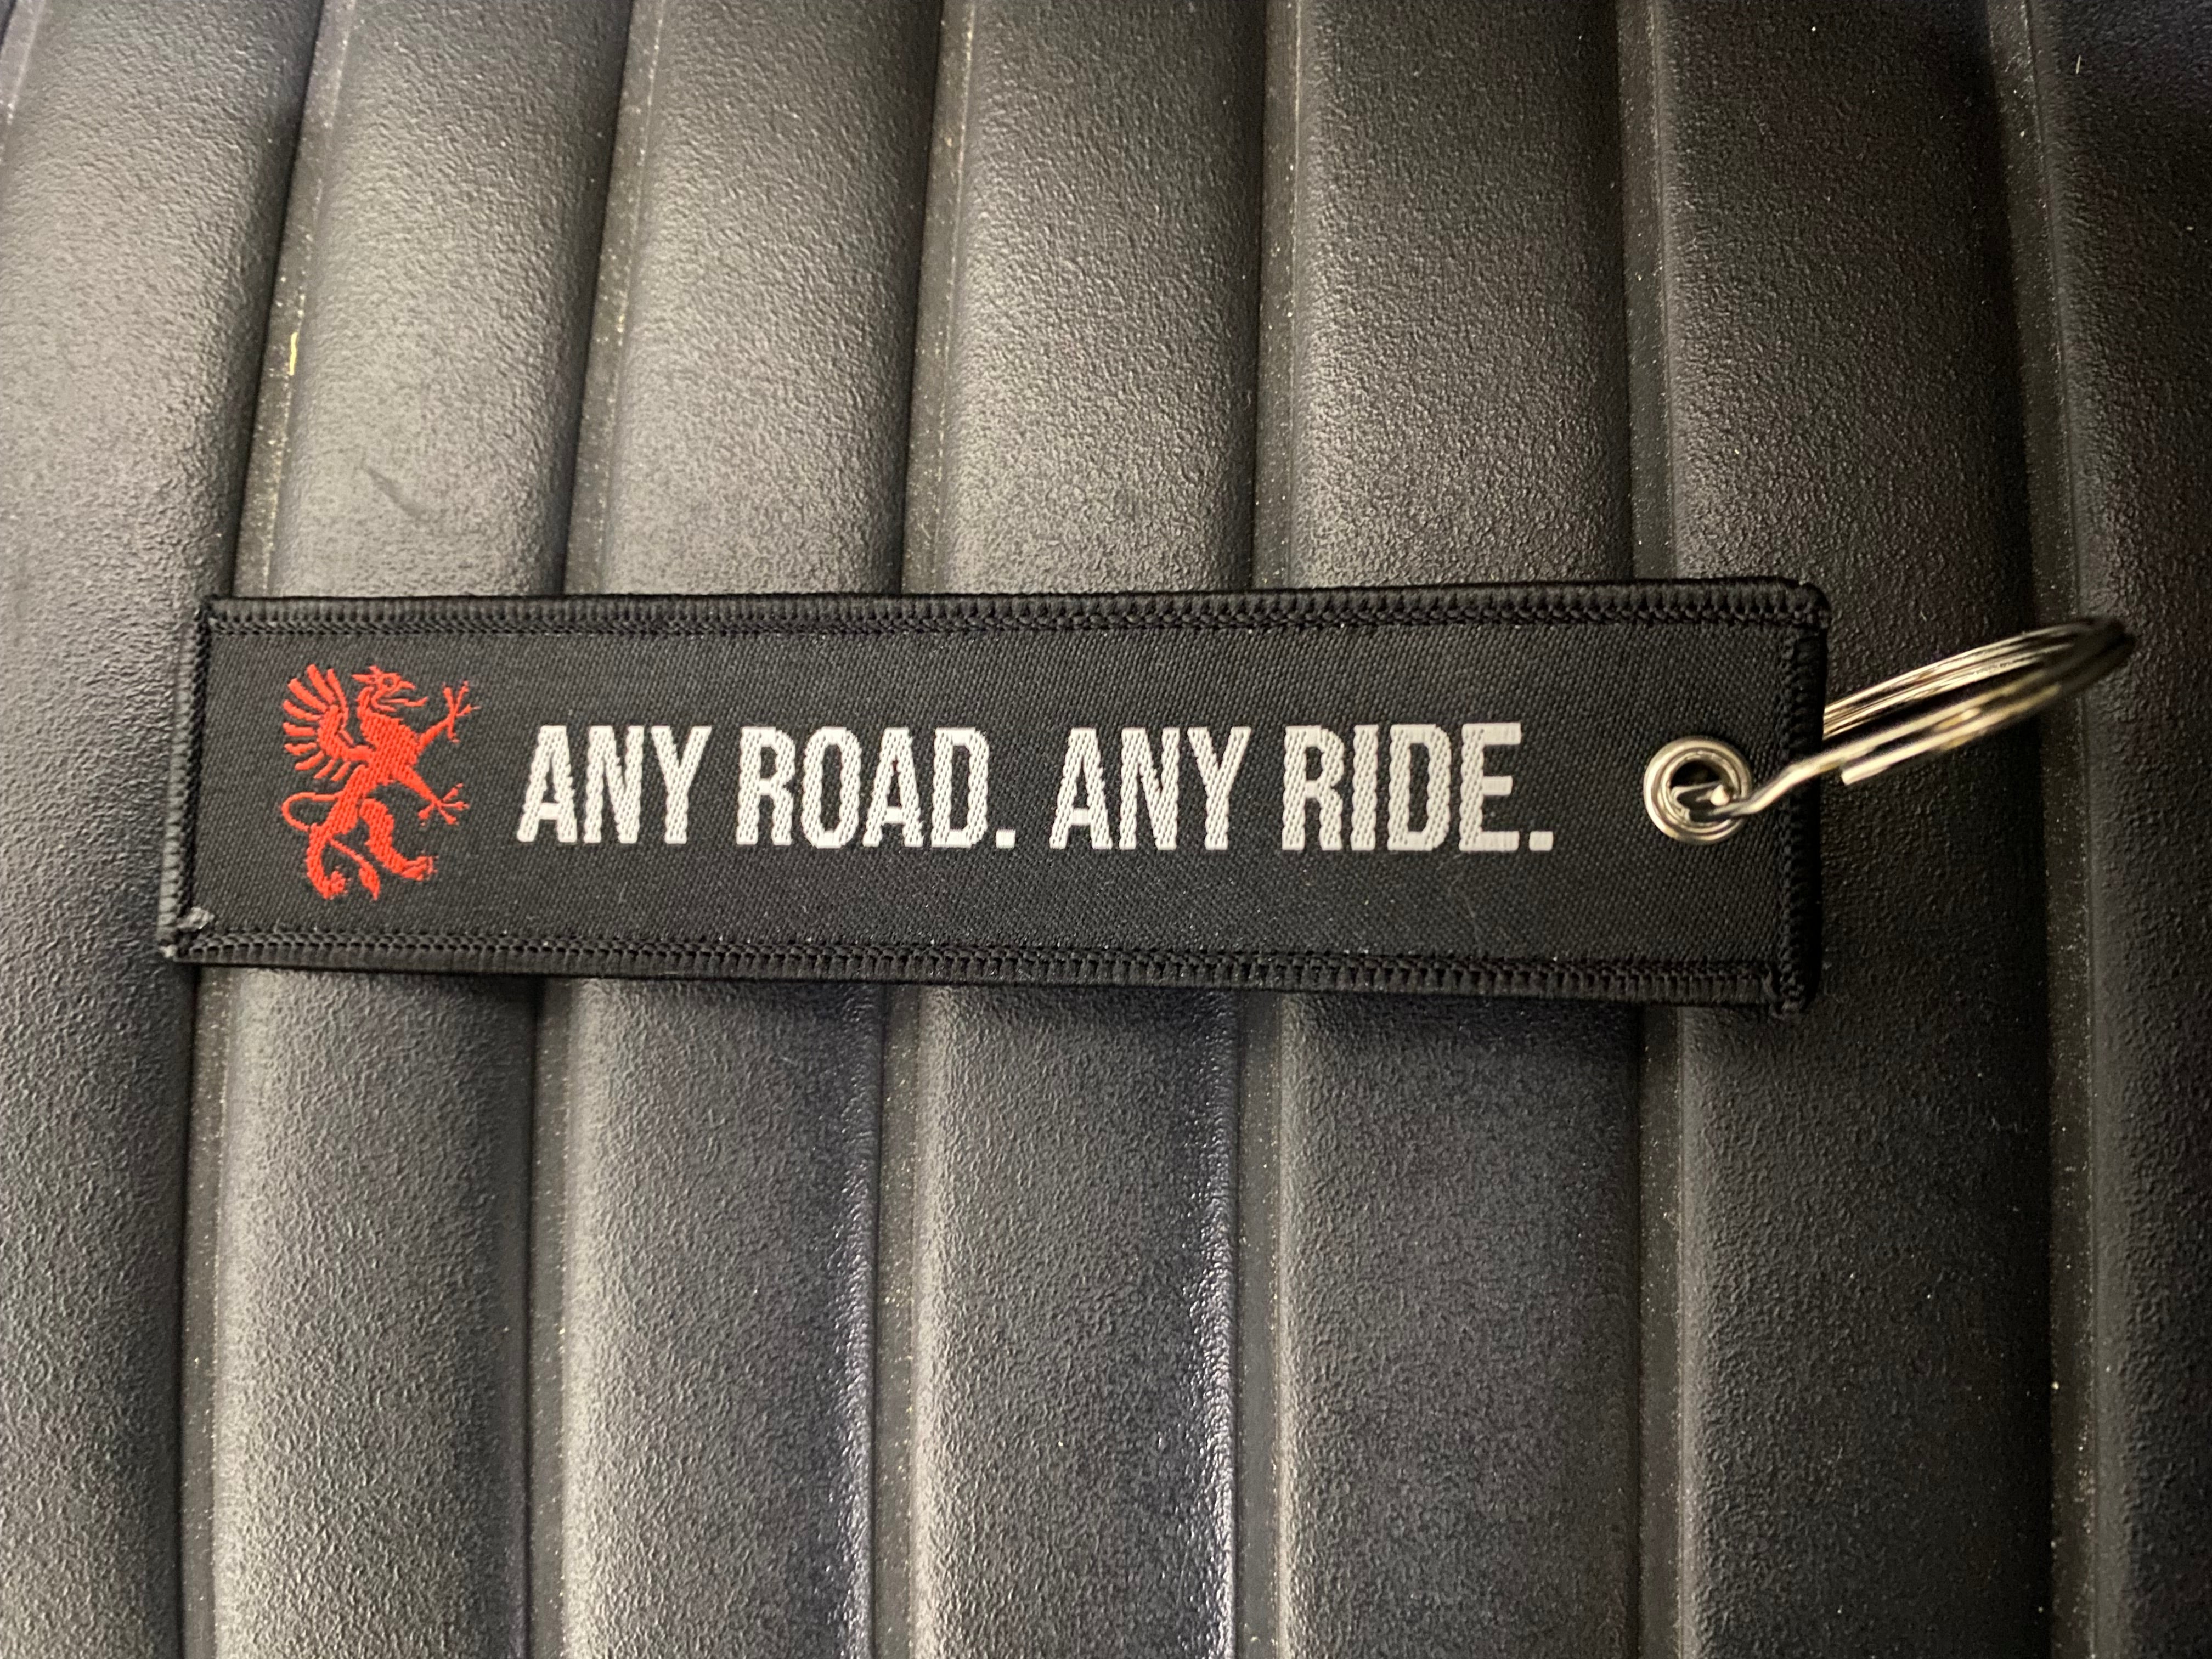 ANY ROAD. ANY RIDE.